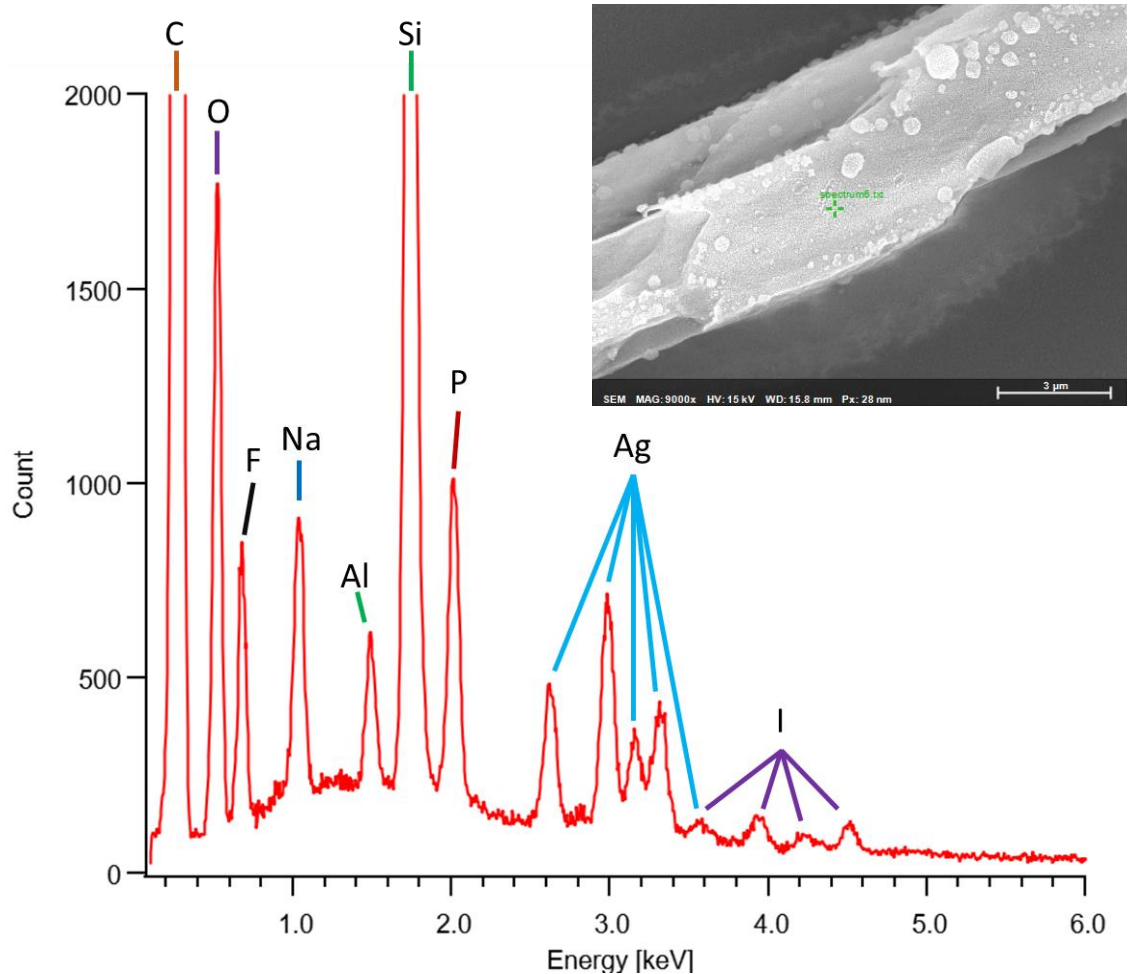 C
Si
2000
O
spectrum6.txt
SEM MAG: 9000x HV: 15 kV WD: 15.8 mm Px: 28 nm 3 µm
1500
P
F
Na
Ag
1000
Count
Al
500
I
0
1.0 2.0 3.0 4.0 5.0 6.0
Energy [keV]